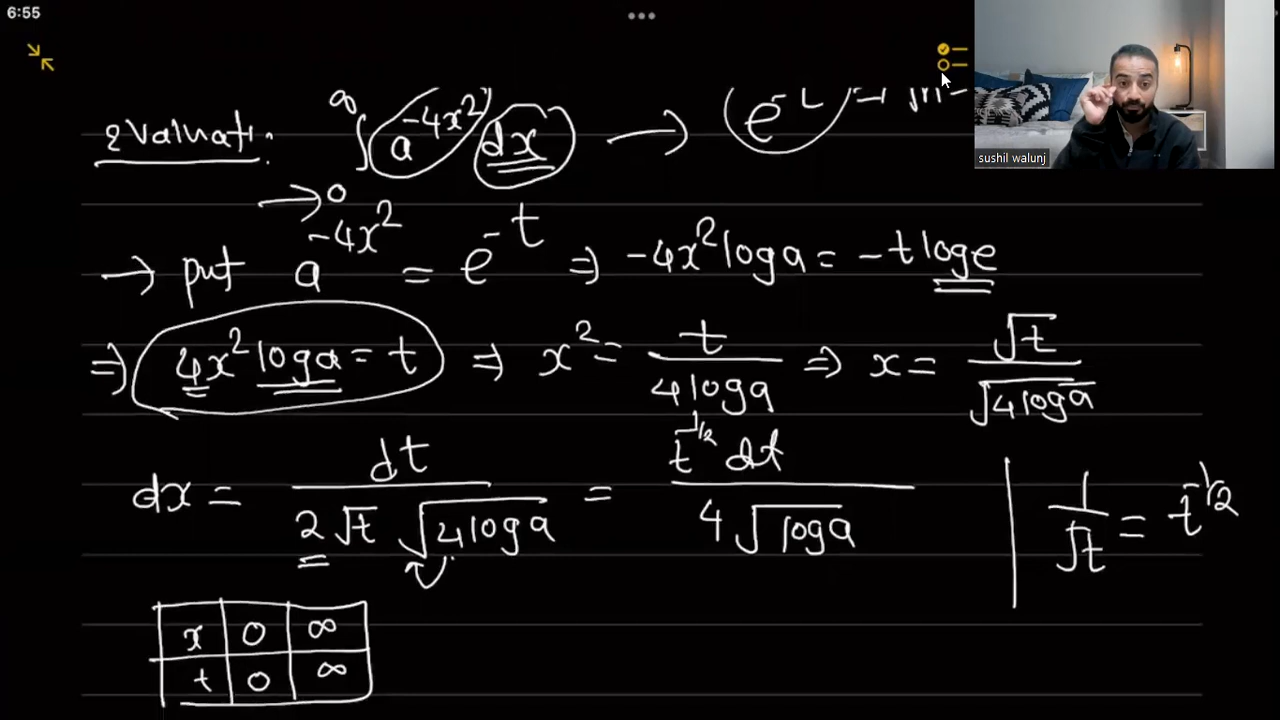 6:55
Evaluate: ∫₀^∞ a^(-4x²) dx → e^(-t)
sushil walunj
→ put a^(-4x²) = e^(-t) ⇒ -4x² log a = -t log e
⇒ 4x² log a = t ⇒ x² = t / (4 log a) ⇒ x = √t / √(4 log a)
dx = dt / (2 √t √(4 log a)) = t^(-1/2) dt / (4 √(log a))
1/√t = t^(-1/2)
x 0 ∞
t 0 ∞